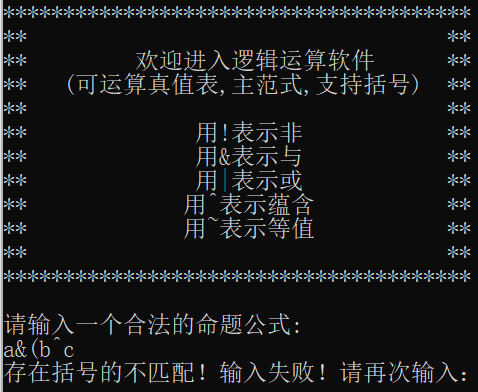 ***************************************
** **
** 欢迎进入逻辑运算软件 **
** (可运算真值表,主范式,支持括号) **
** **
** 用!表示非 **
** 用&表示与 **
** 用|表示或 **
** 用^表示蕴含 **
** 用~表示等值 **
** **
***************************************
请输入一个合法的命题公式:
a&(b^c
存在括号的不匹配! 输入失败! 请再次输入: